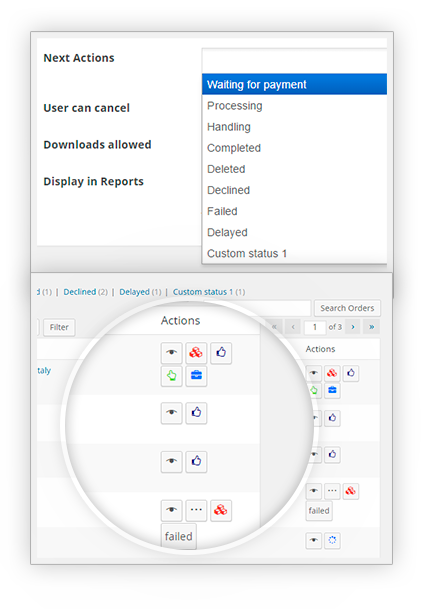 Next Actions
Waiting for payment
Processing
User can cancel
Handling
Downloads allowed
Completed
Deleted
Display in Reports
Declined
Failed
Delayed
Custom status 1
(1) | Declined (2) | Delayed (1) | Custom status 1 (1)
Search Orders
Filter
Actions
« ‹ 1 of 3 › »
Actions
taly
failed
failed